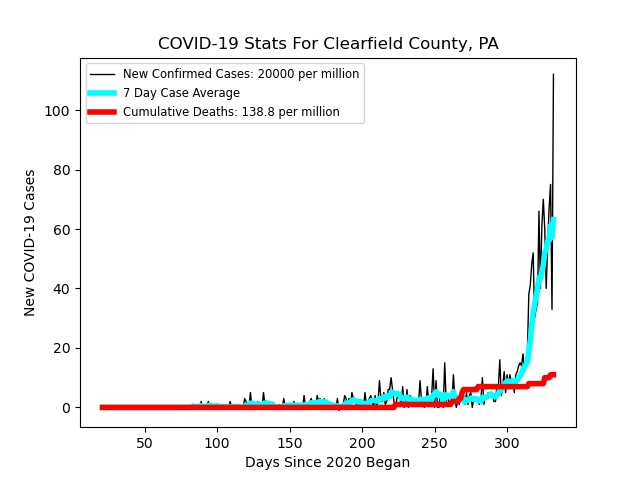 COVID-19 Stats For Clearfield County, PA
New Confirmed Cases: 20000 per million
7 Day Case Average
Cumulative Deaths: 138.8 per million
New COVID-19 Cases
100
80
60
40
20
0
50 100 150 200 250 300
Days Since 2020 Began